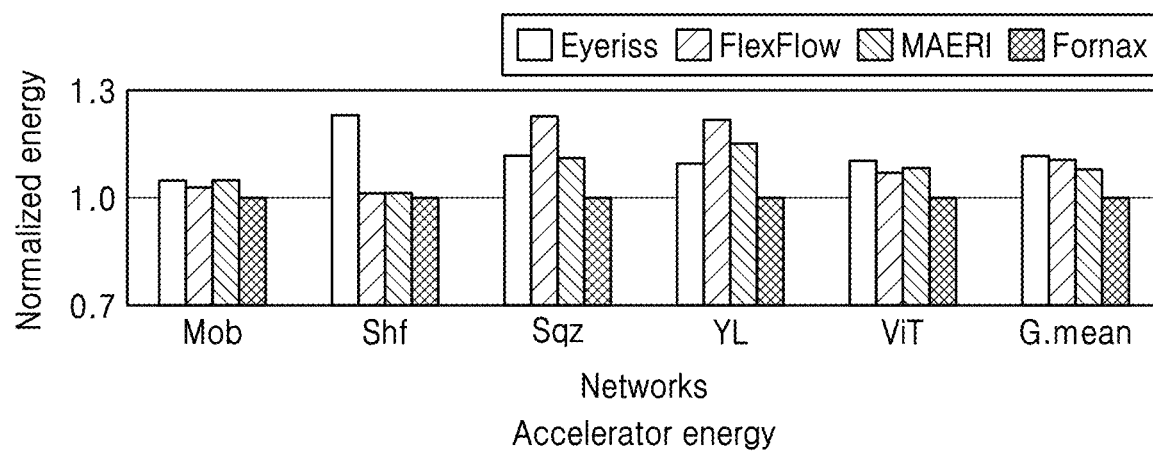 Eyeriss FlexFlow MAERI Fornax
Normalized energy
1.3
1.0
0.7
Mob Shf Sqz YL ViT G.mean
Networks
Accelerator energy